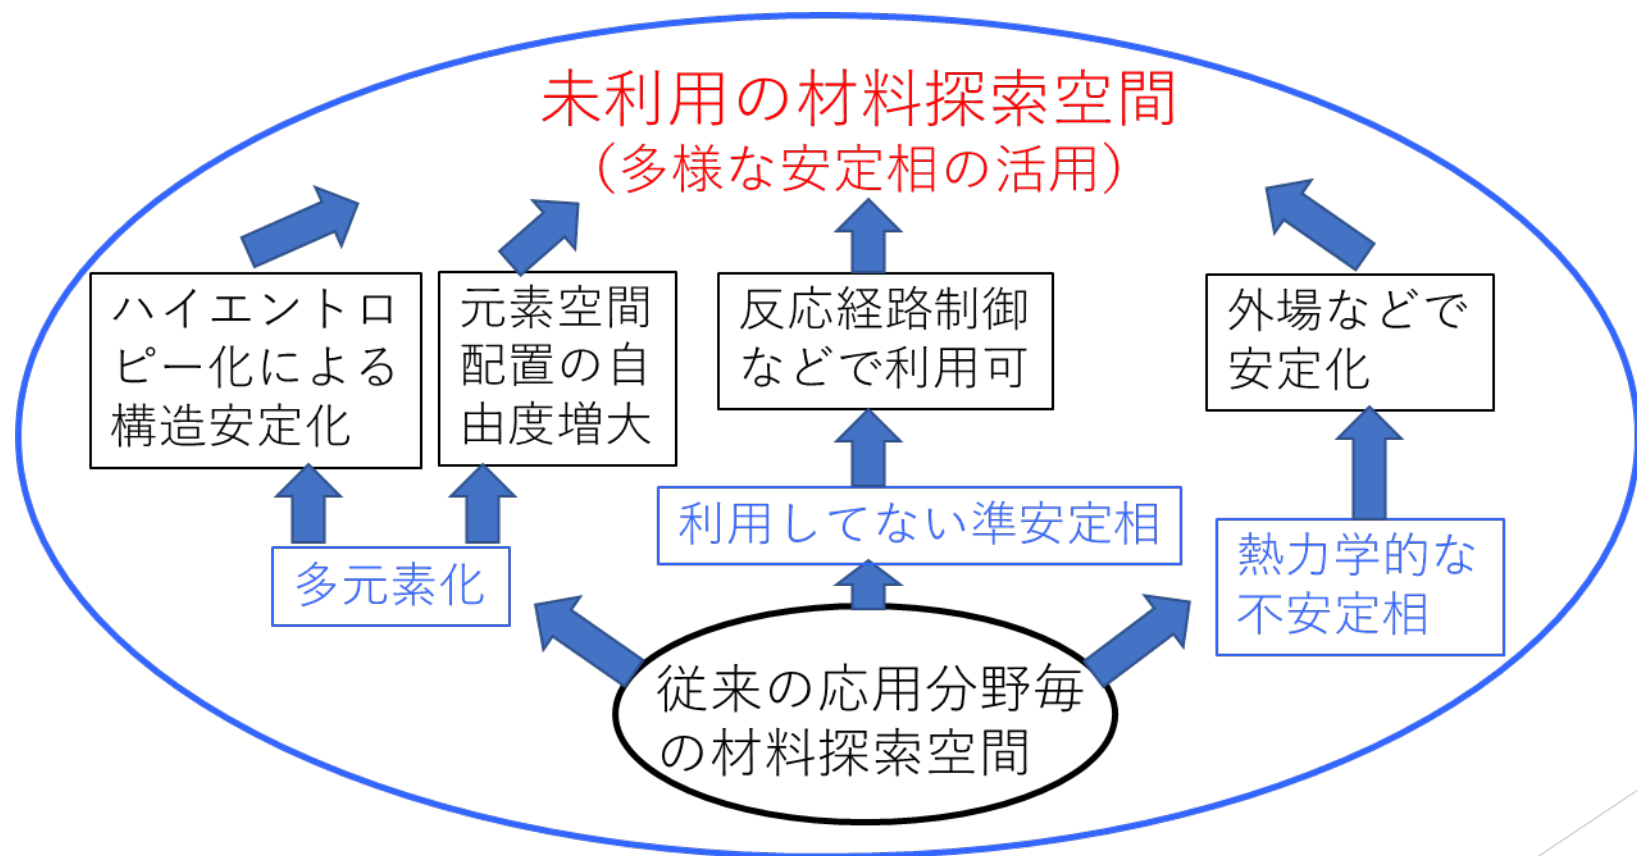 未利用の材料探索空間
（多様な安定相の活用）
ハイエントロ
ピー化による
構造安定化
元素空間
配置の自
由度増大
反応経路制御
などで利用可
外場などで
安定化
多元素化
利用してない準安定相
熱力学的な
不安定相
従来の応用分野毎
の材料探索空間